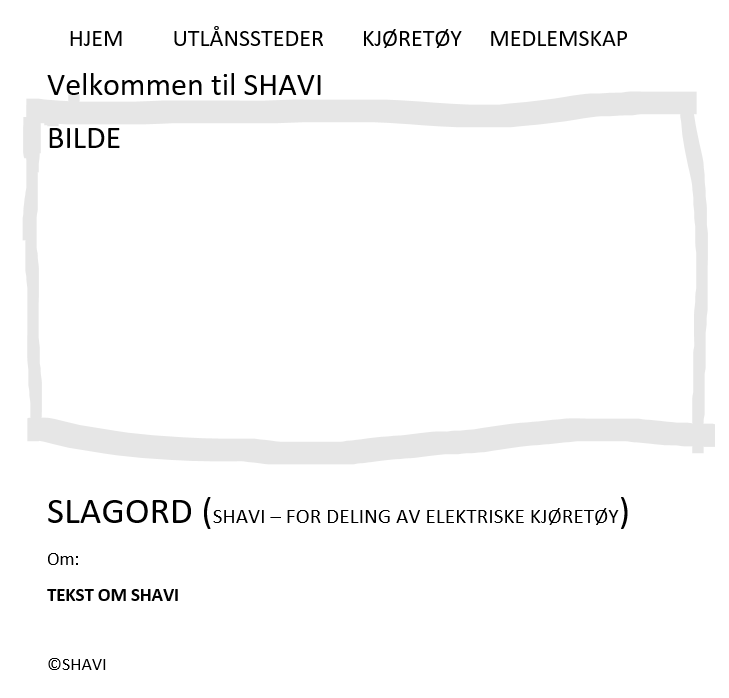 HJEM UTLÅNSSTEDER KJØRETØY MEDLEMSKAP
Velkommen til SHAVI
BILDE
SLAGORD (SHAVI – FOR DELING AV ELEKTRISKE KJØRETØY)
Om:
TEKST OM SHAVI
©SHAVI